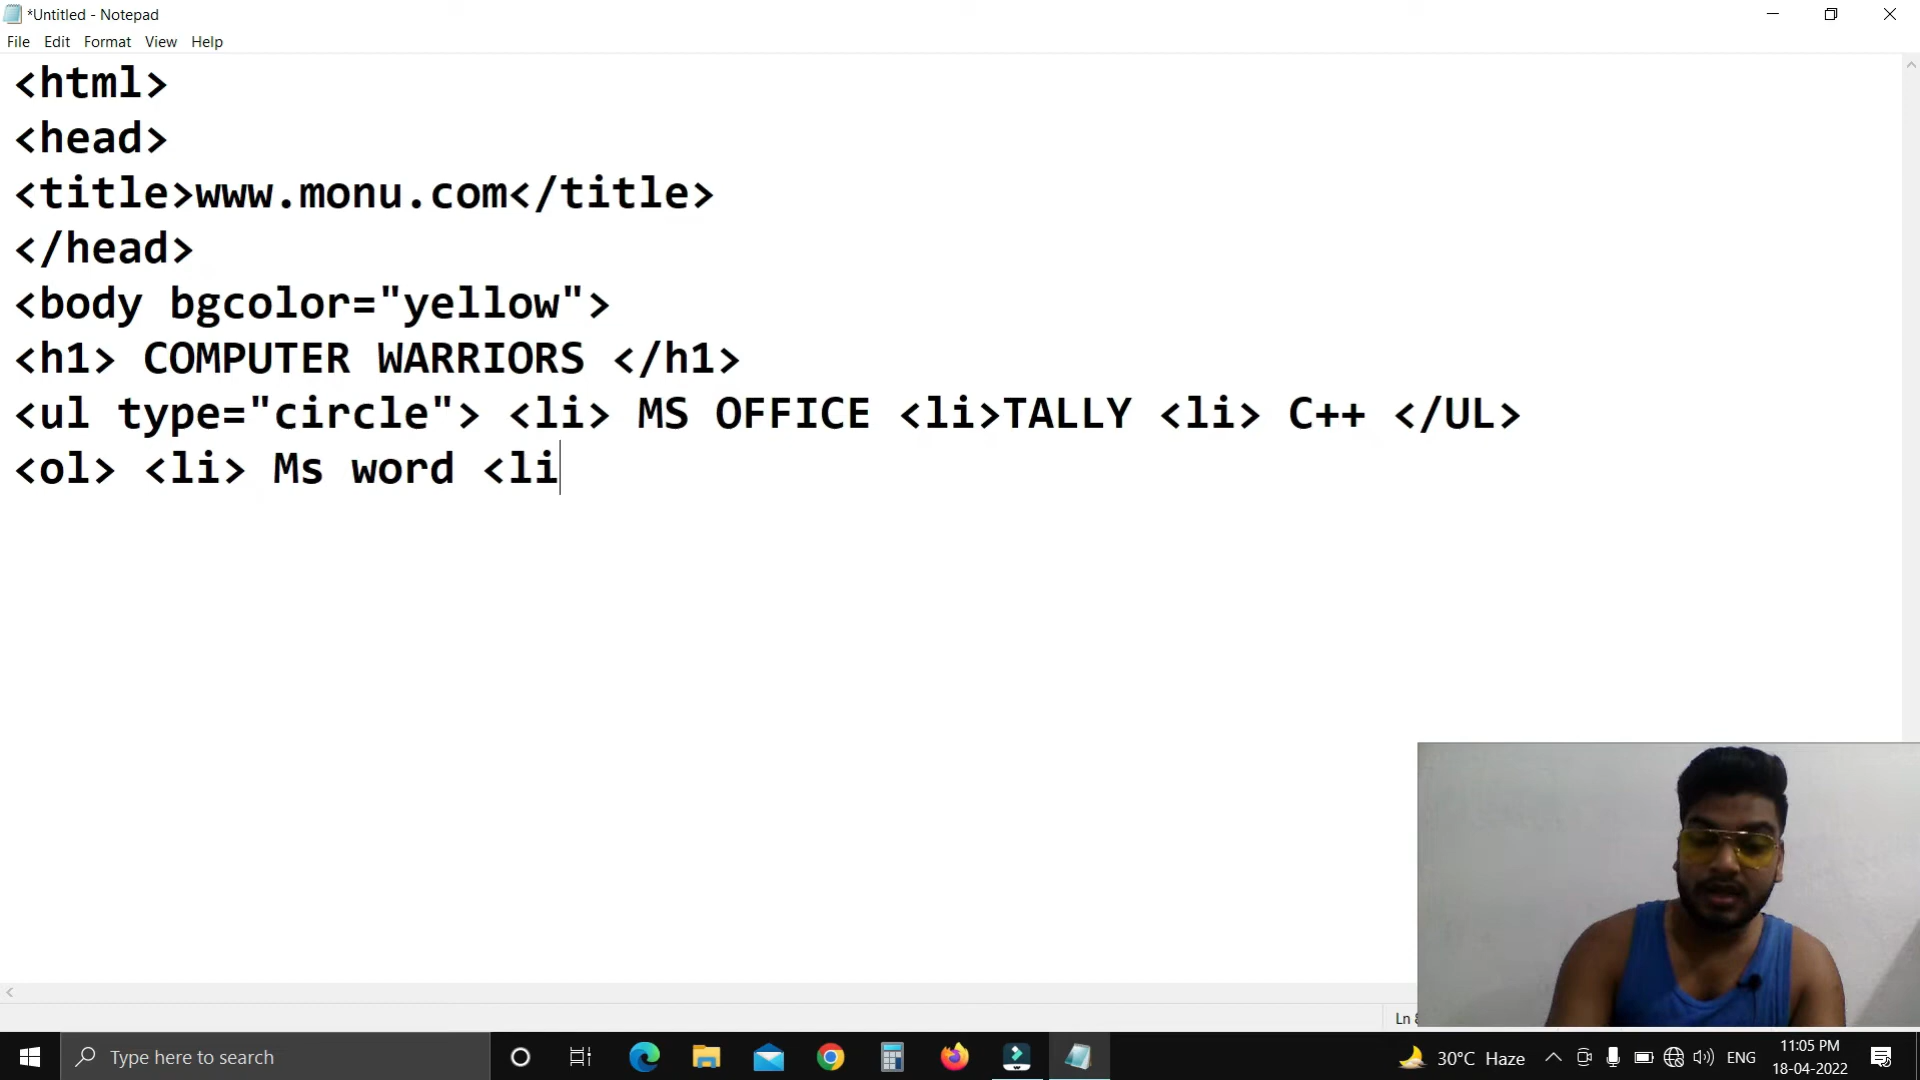 *Untitled - Notepad
File Edit Format View Help
<html>
<head>
<title>www.monu.com</title>
</head>
<body bgcolor="yellow">
<h1> COMPUTER WARRIORS </h1>
<ul type="circle"> <li> MS OFFICE <li>TALLY <li> C++ </UL>
<ol> <li> Ms word <li
Ln
Type here to search
30°C Haze
ENG
11:05 PM
18-04-2022